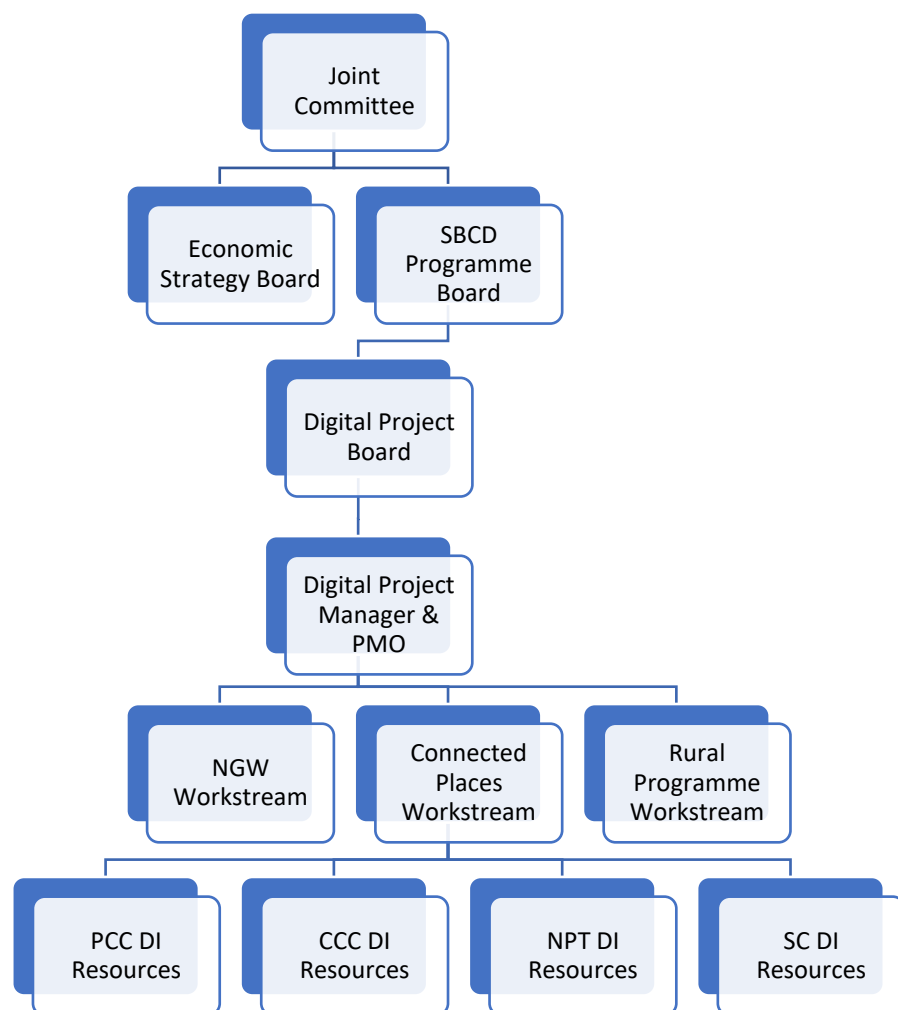 Joint
Committee
Economic
Strategy Board
SBCD
Programme
Board
Digital Project
Board
Digital Project
Manager &
PMO
NGW
Workstream
Connected
Places
Workstream
Rural
Programme
Workstream
PCC DI
Resources
CCC DI
Resources
NPT DI
Resources
SC DI
Resources